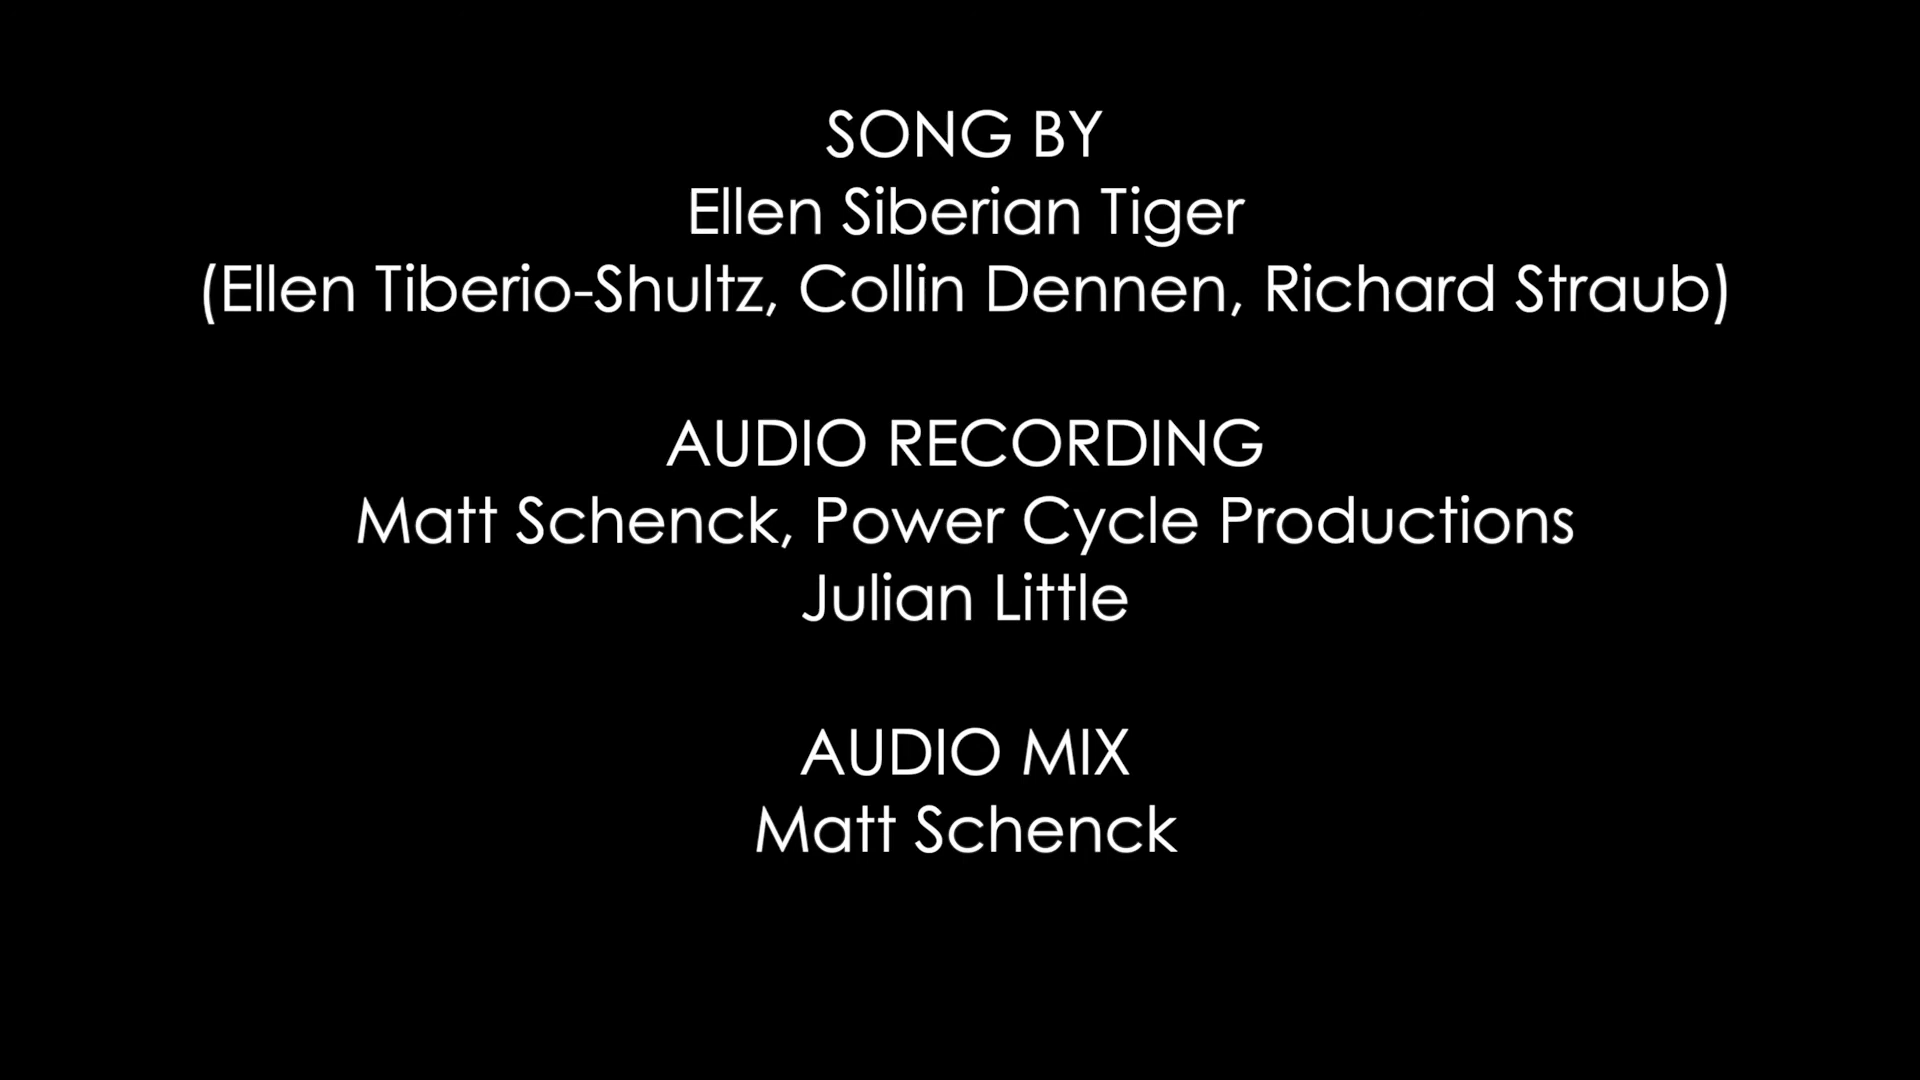 SONG BY
Ellen Siberian Tiger
(Ellen Tiberio-Shultz, Collin Dennen, Richard Straub)
AUDIO RECORDING
Matt Schenck, Power Cycle Productions
Julian Little
AUDIO MIX
Matt Schenck